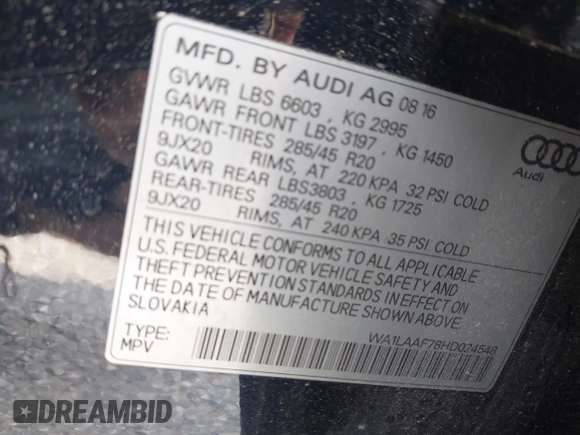 MFD. BY AUDI AG 08 16
GVWR LBS 6603 , KG 2995
GAWR FRONT LBS 3197 , KG 1450
FRONT-TIRES 285/45 R20
9JX20 RIMS, AT 220 KPA 32 PSI COLD
GAWR REAR LBS3803 , KG 1725
REAR-TIRES 285/45 R20
9JX20 RIMS, AT 240 KPA 35 PSI COLD
Audi
THIS VEHICLE CONFORMS TO ALL APPLICABLE
U.S. FEDERAL MOTOR VEHICLE SAFETY AND
THEFT PREVENTION STANDARDS IN EFFECT ON
THE DATE OF MANUFACTURE SHOWN ABOVE.
SLOVAKIA
TYPE:
MPV
WA1LAAF78HD024548
DREAMBID